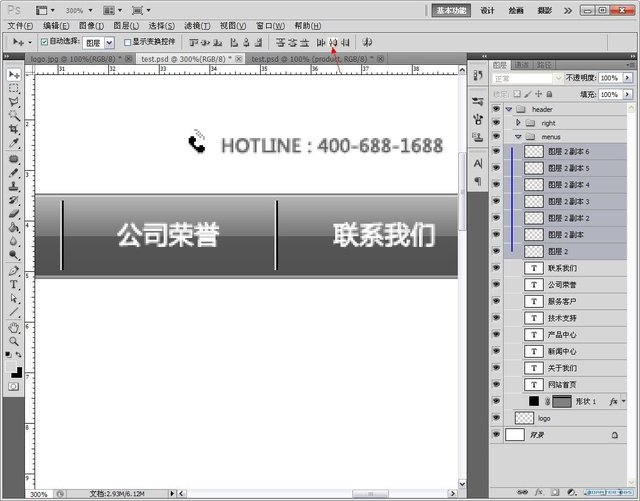 Ps
300%
基本功能
设计
绘画
摄影
文件(F) 编辑(E) 图像(I) 图层(L) 选择(S) 滤镜(T) 视图(V) 窗口(W) 帮助(H)
自动选择: 图层 显示变换控件
logo.jpg @ 100%(RGB/8) *
test.psd @ 300%(RGB/8) *
test.psd @ 100% (product, RGB/8) *
31 32 33 34 35 36 37 38
HOTLINE : 400-688-1688
公司荣誉
联系我们
300%
文档:2.93M/6.12M
图层 通道 路径
正常 不透明度: 100%
锁定: 填充: 100%
header
right
menus
图层 2 副本 6
图层 2 副本 5
图层 2 副本 4
图层 2 副本 3
图层 2 副本 2
图层 2 副本
图层 2
T 联系我们
T 公司荣誉
T 服务客户
T 技术支持
T 产品中心
T 新闻中心
T 关于我们
T 网站首页
形状 1 fx
logo
背景